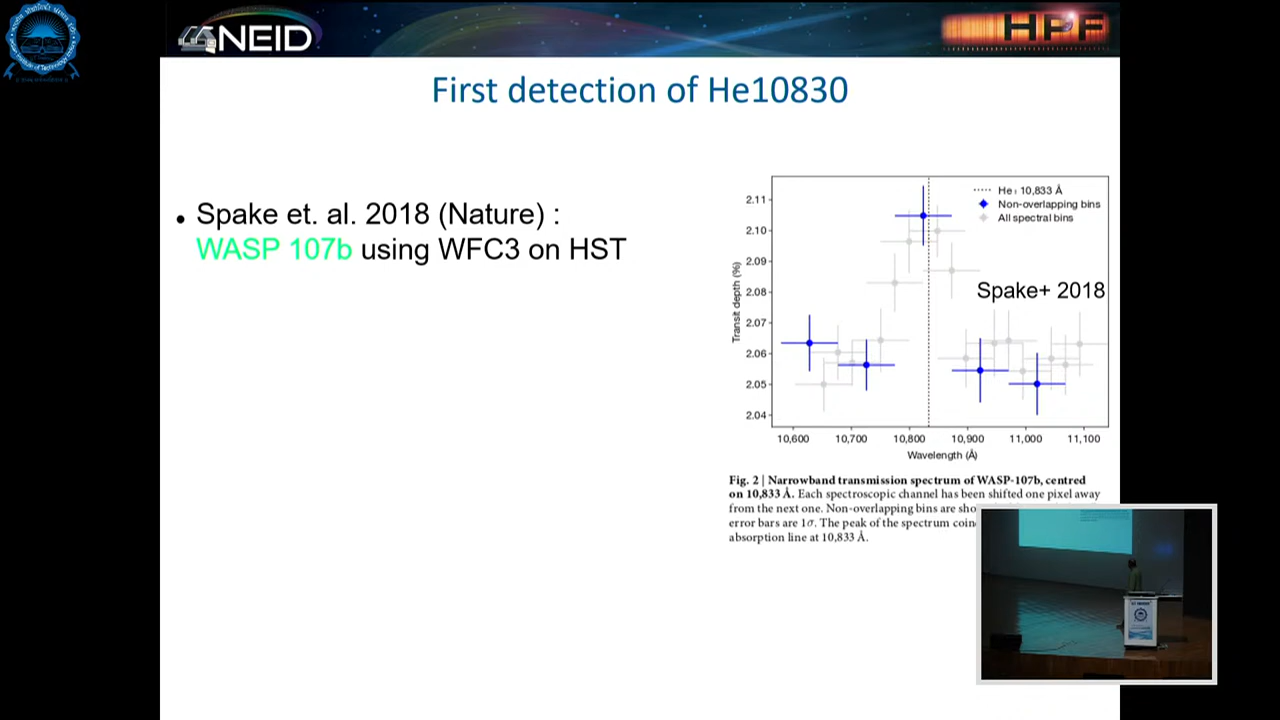 NEID
HPF
First detection of He10830
• Spake et. al. 2018 (Nature) :
WASP 107b using WFC3 on HST
He I 10,833 Å
Non-overlapping bins
All spectral bins
Spake+ 2018
Transit depth (%)
2.11
2.10
2.09
2.08
2.07
2.06
2.05
2.04
10,600 10,700 10,800 10,900 11,000 11,100
Wavelength (Å)
Fig. 2 | Narrowband transmission spectrum of WASP-107b, centred
on 10,833 Å. Each spectroscopic channel has been shifted one pixel away
from the next one. Non-overlapping bins are
error bars are 1σ. The peak of the spectrum
absorption line at 10,833 Å.